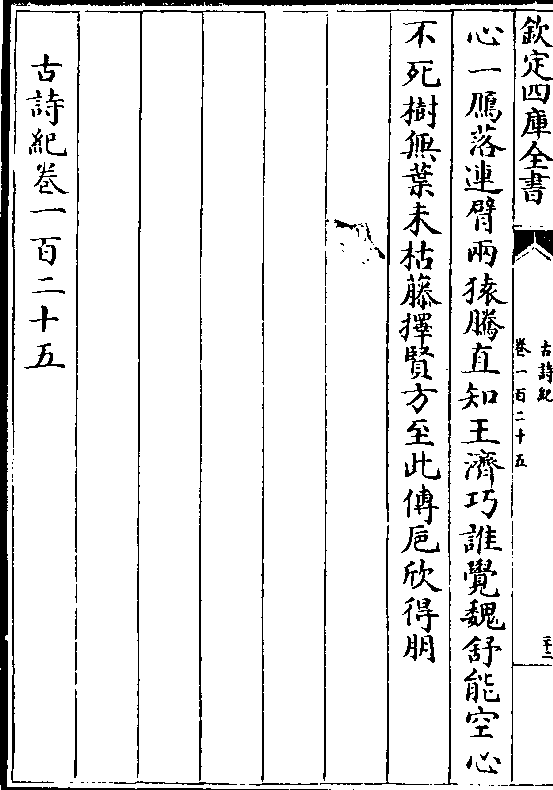 欽定四庫全書
古詩紀
卷一百二十五
心一鴈落連臂兩猿騰直知王濟巧誰覺魏舒能空心
不死樹無葉未枯藤擇賢方至此傳巵欣得朋
古詩紀卷一百二十五